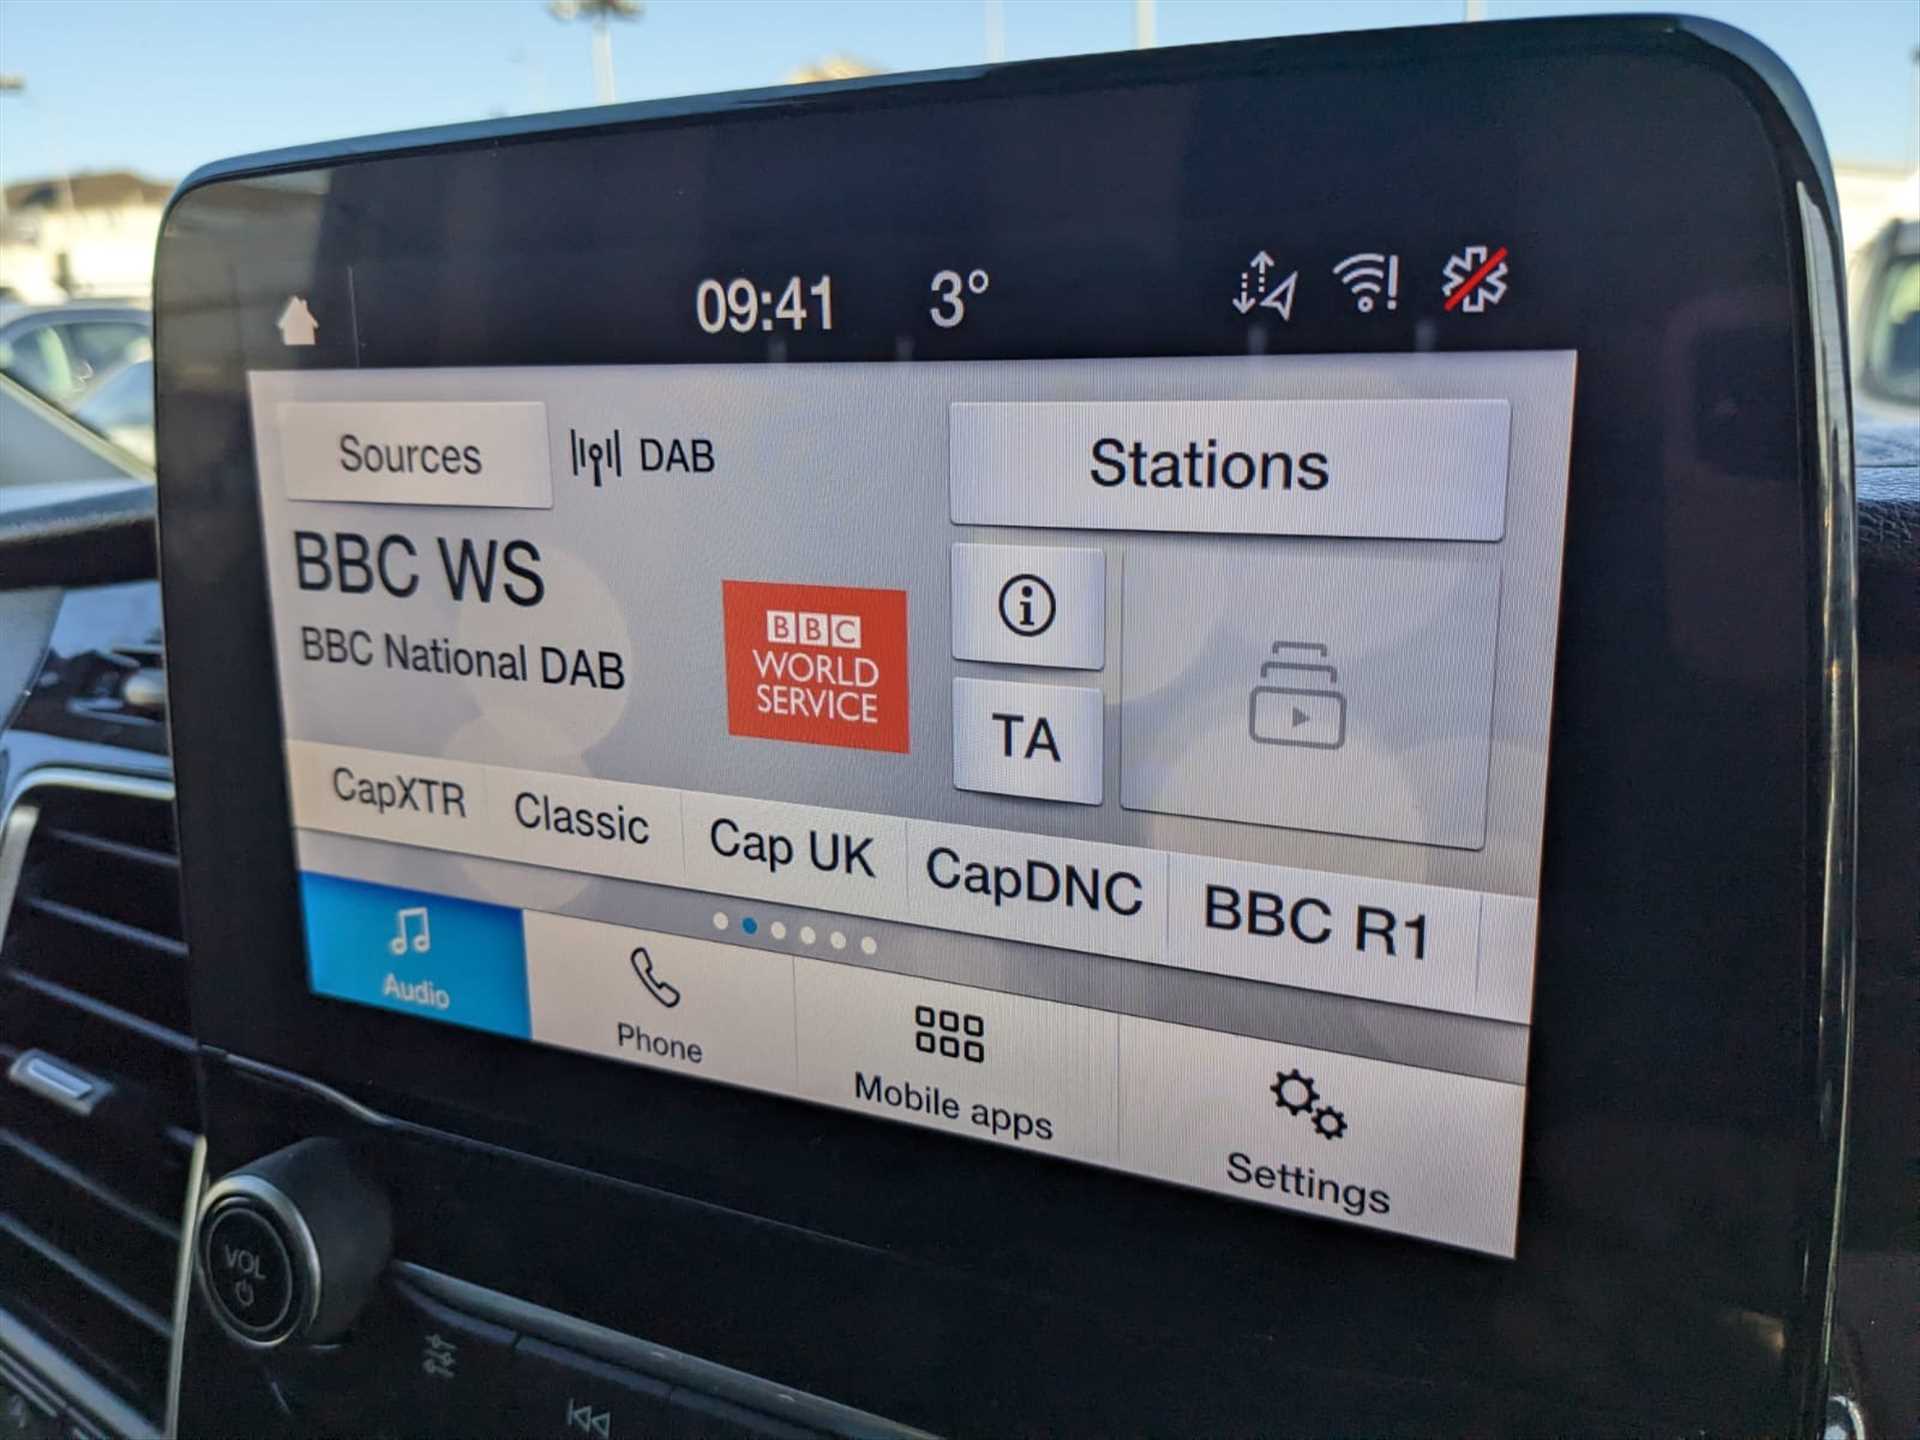 09:41 3°
Sources DAB Stations
BBC WS
BBC National DAB
BBC
WORLD
SERVICE
i
TA
CapXTR Classic Cap UK CapDNC BBC R1
Audio Phone Mobile apps Settings
VOL